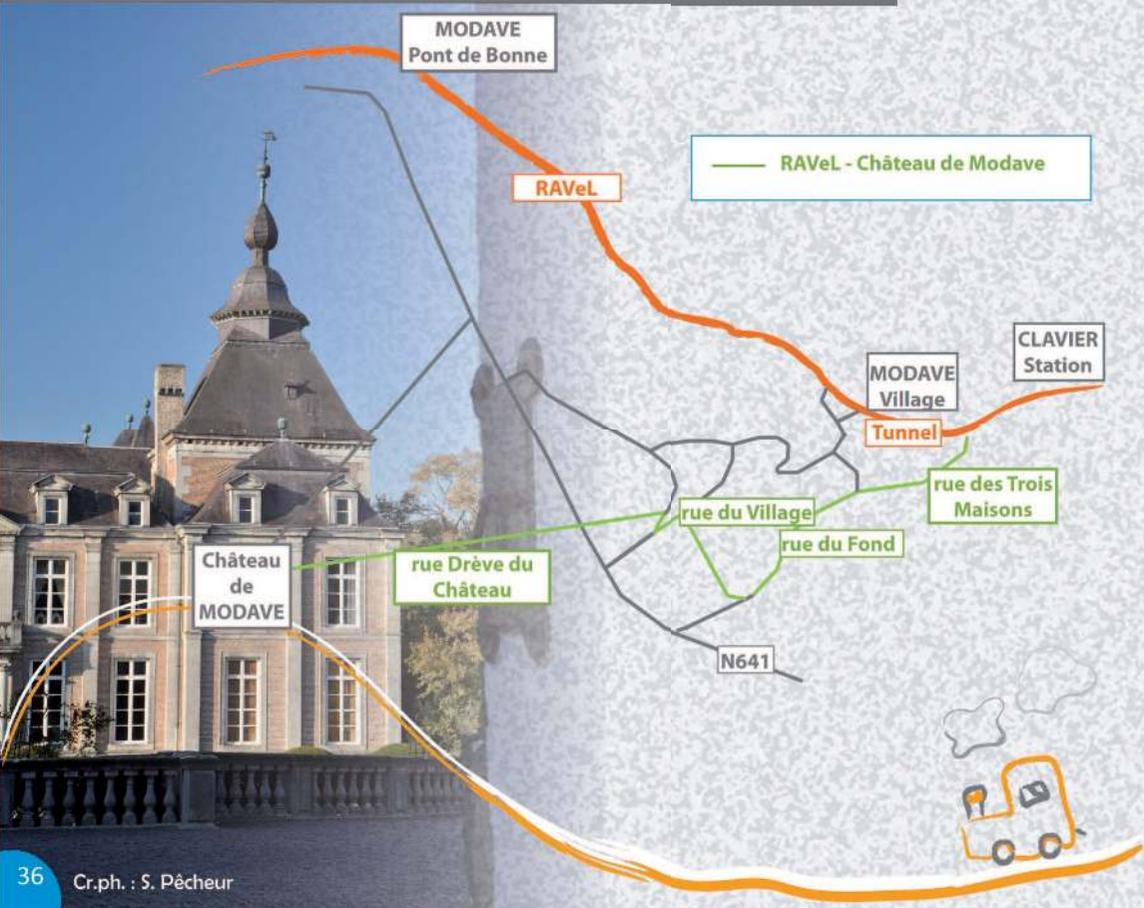 MODAVE
Pont de Bonne
RAVeL - Château de Modave
RAVeL
CLAVIER
Station
MODAVE
Village
Tunnel
rue des Trois
Maisons
rue du Village
rue du Fond
Château
de
MODAVE
rue Drève du
Château
N641
36
Cr.ph. : S. Pêcheur